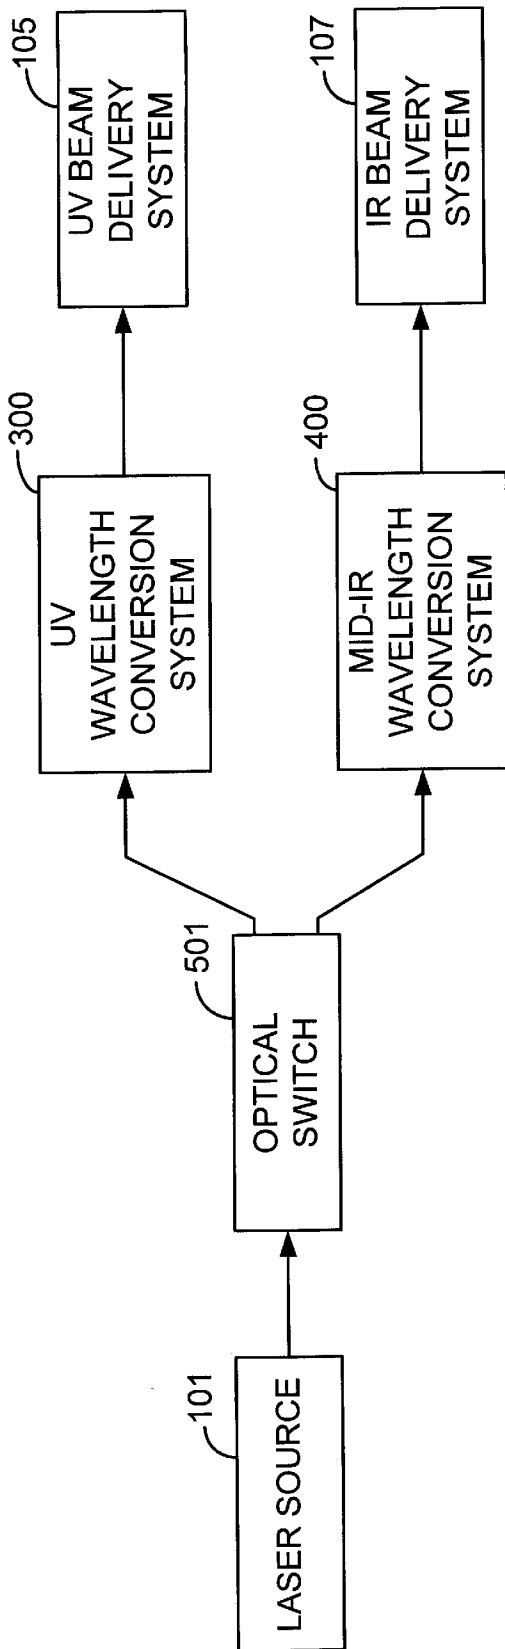 101
LASER SOURCE
501
OPTICAL
SWITCH
300
UV
WAVELENGTH
CONVERSION
SYSTEM
105
UV BEAM
DELIVERY
SYSTEM
400
MID-IR
WAVELENGTH
CONVERSION
SYSTEM
107
IR BEAM
DELIVERY
SYSTEM